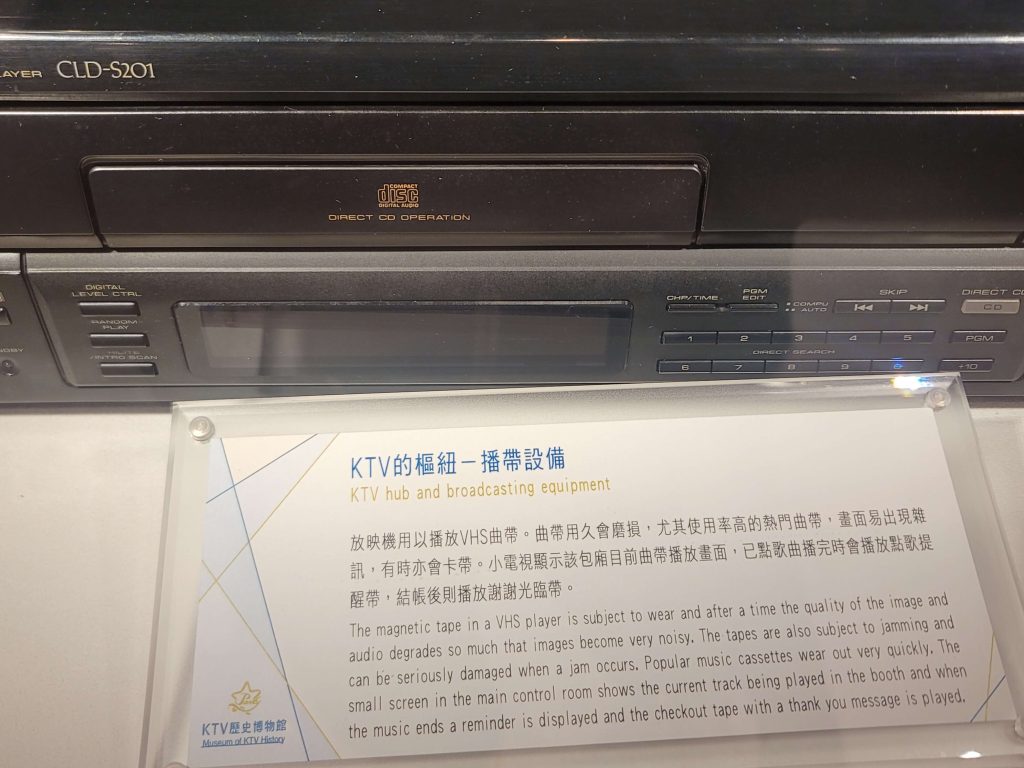 CLD-S201
COMPACT
disc
DIGITAL AUDIO
DIRECT CD OPERATION
DIGITAL
LEVEL CTRL
RANDOM
PLAY
HILITE
/INTRO SCAN
CHP/TIME
PGM
EDIT
COMPU
AUTO
SKIP
DIRECT CD
CD
1 2 3 4 5 PGM
DIRECT SEARCH
6 7 8 9 +10
KTV的樞紐－播帶設備
KTV hub and broadcasting equipment
放映機用以播放VHS曲帶。曲帶用久會磨損，尤其使用率高的熱門曲帶，畫面易出現雜
訊，有時亦會卡帶。小電視顯示該包廂目前曲帶播放畫面，已點歌曲播完時會播放點歌提
醒帶，結帳後則播放謝謝光臨帶。
The magnetic tape in a VHS player is subject to wear and after a time the quality of the image and
audio degrades so much that images become very noisy. The tapes are also subject to jamming and
can be seriously damaged when a jam occurs. Popular music cassettes wear out very quickly. The
small screen in the main control room shows the current track being played in the booth and when
the music ends a reminder is displayed and the checkout tape with a thank you message is played.
KTV歷史博物館
Museum of KTV History